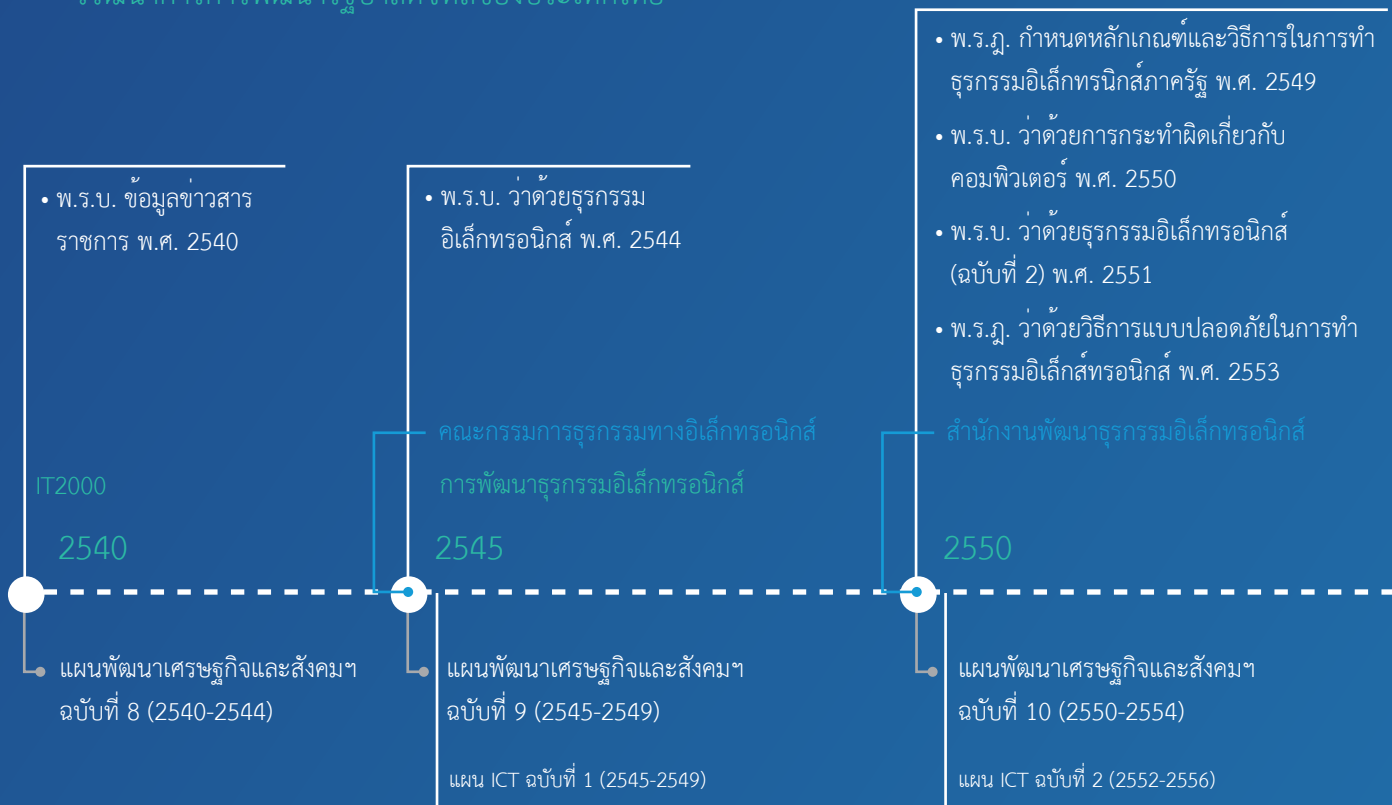 • พ.ร.บ. ข้อมูลข่าวสาร
ราชการ พ.ศ. 2540
IT2000
2540
แผนพัฒนาเศรษฐกิจและสังคมฯ
ฉบับที่ 8 (2540-2544)
• พ.ร.บ. ว่าด้วยธุรกรรม
อิเล็กทรอนิกส์ พ.ศ. 2544
คณะกรรมการธุรกรรมทางอิเล็กทรอนิกส์
การพัฒนาธุรกรรมอิเล็กทรอนิกส์
2545
แผนพัฒนาเศรษฐกิจและสังคมฯ
ฉบับที่ 9 (2545-2549)
แผน ICT ฉบับที่ 1 (2545-2549)
• พ.ร.ฎ. กำหนดหลักเกณฑ์และวิธีการในการทำ
ธุรกรรมอิเล็กทรนิกส์ภาครัฐ พ.ศ. 2549
• พ.ร.บ. ว่าด้วยการกระทำผิดเกี่ยวกับ
คอมพิวเตอร์ พ.ศ. 2550
• พ.ร.บ. ว่าด้วยธุรกรรมอิเล็กทรอนิกส์
(ฉบับที่ 2) พ.ศ. 2551
• พ.ร.ฎ. ว่าด้วยวิธีการแบบปลอดภัยในการทำ
ธุรกรรมอิเล็กส์ทรอนิกส์ พ.ศ. 2553
สำนักงานพัฒนาธุรกรรมอิเล็กทรอนิกส์
2550
แผนพัฒนาเศรษฐกิจและสังคมฯ
ฉบับที่ 10 (2550-2554)
แผน ICT ฉบับที่ 2 (2552-2556)